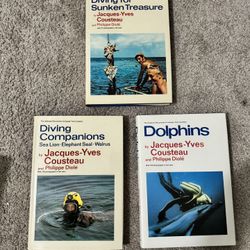 Diving for
Sunken Treasure
by Jacques-Yves
Cousteau
and Philippe Diolé
Diving
Companions
Sea Lion-Elephant Seal-Walrus
by Jacques-Yves
Cousteau
and Philippe Diolé
Dolphins
by Jacques-Yves
Cousteau
and Philippe Diolé